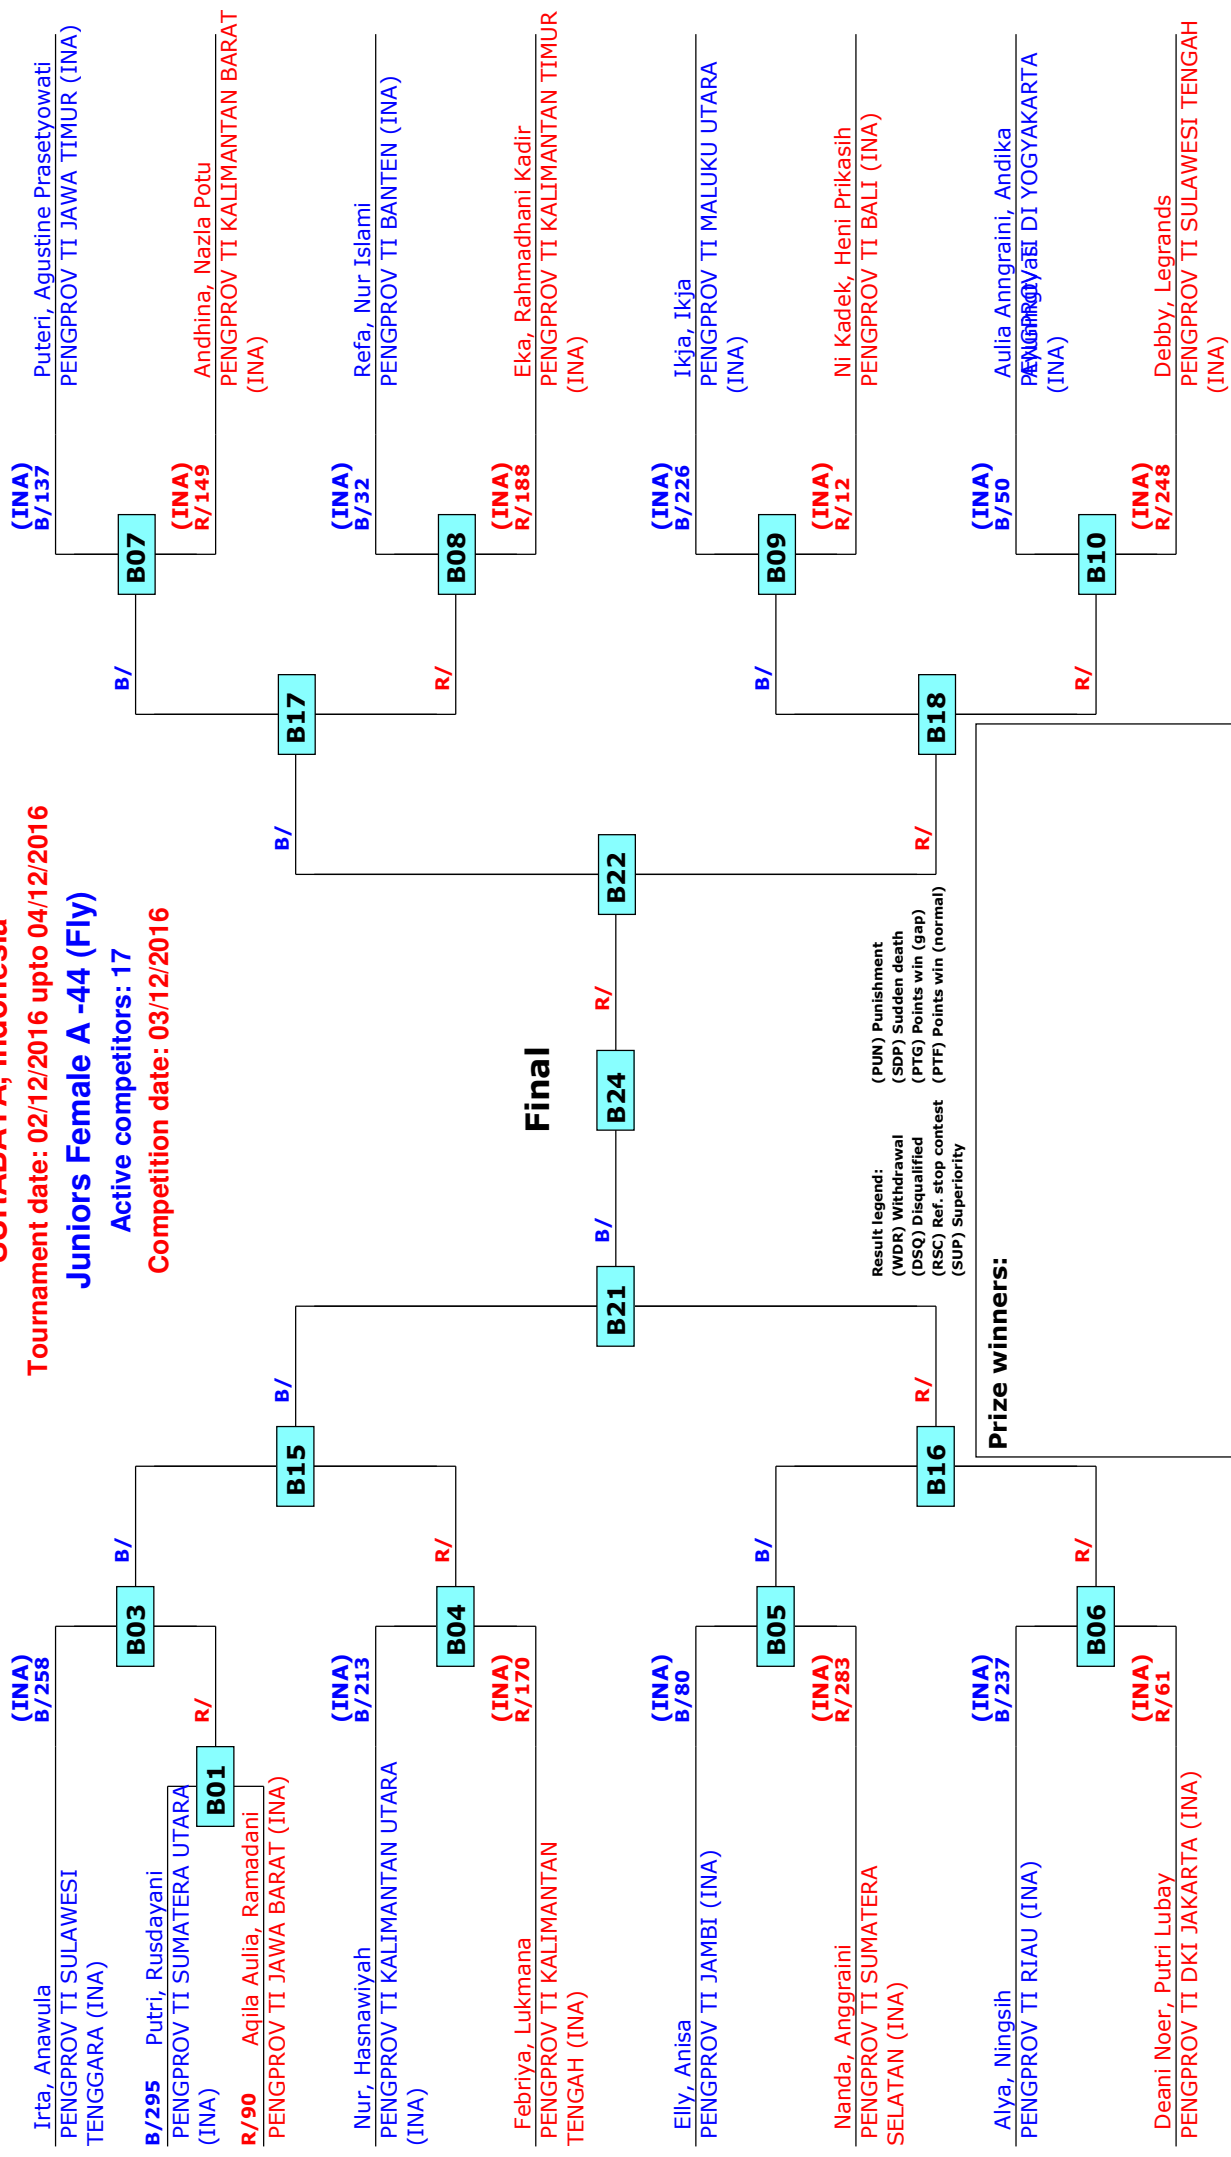 SURABAYA, Indonesia
Tournament date: 02/12/2016 upto 04/12/2016
Juniors Female A -44 (Fly)
Active competitors: 17
Competition date: 03/12/2016
Irta, Anawula
PENGPROV TI SULAWESI
TENGGARA (INA)
(INA)
B/258
B/295 Putri, Rusdayani
PENGPROV TI SUMATERA UTARA
(INA)
R/90 Aqila Aulia, Ramadani
PENGPROV TI JAWA BARAT (INA)
B01
R/
B03
B/
Nur, Hasnawiyah
PENGPROV TI KALIMANTAN UTARA
(INA)
(INA)
B/213
Febriya, Lukmana
PENGPROV TI KALIMANTAN
TENGAH (INA)
(INA)
R/170
B04
R/
B15
B/
Elly, Anisa
PENGPROV TI JAMBI (INA)
(INA)
B/80
Nanda, Anggraini
PENGPROV TI SUMATERA
SELATAN (INA)
(INA)
R/283
B05
B/
Alya, Ningsih
PENGPROV TI RIAU (INA)
(INA)
B/237
Deani Noer, Putri Lubay
PENGPROV TI DKI JAKARTA (INA)
(INA)
R/61
B06
R/
B16
R/
B21
B/
Final
B24
R/
B22
B/
B17
B/
B07
(INA)
B/137
Puteri, Agustine Prasetyowati
PENGPROV TI JAWA TIMUR (INA)
(INA)
R/149
Andhina, Nazla Potu
PENGPROV TI KALIMANTAN BARAT
(INA)
R/
B08
(INA)
B/32
Refa, Nur Islami
PENGPROV TI BANTEN (INA)
(INA)
R/188
Eka, Rahmadhani Kadir
PENGPROV TI KALIMANTAN TIMUR
(INA)
R/
B18
B/
B09
(INA)
B/226
Ikja, Ikja
PENGPROV TI MALUKU UTARA
(INA)
(INA)
R/12
Ni Kadek, Heni Prikasih
PENGPROV TI BALI (INA)
R/
B10
(INA)
B/50
Aulia Anngraini, Andika
PENGPROV TI DI YOGYAKARTA
(INA)
(INA)
R/248
Debby, Legrands
PENGPROV TI SULAWESI TENGAH
(INA)
Result legend:
(WDR) Withdrawal
(DSQ) Disqualified
(RSC) Ref. stop contest
(SUP) Superiority
(PUN) Punishment
(SDP) Sudden death
(PTG) Points win (gap)
(PTF) Points win (normal)
Prize winners: